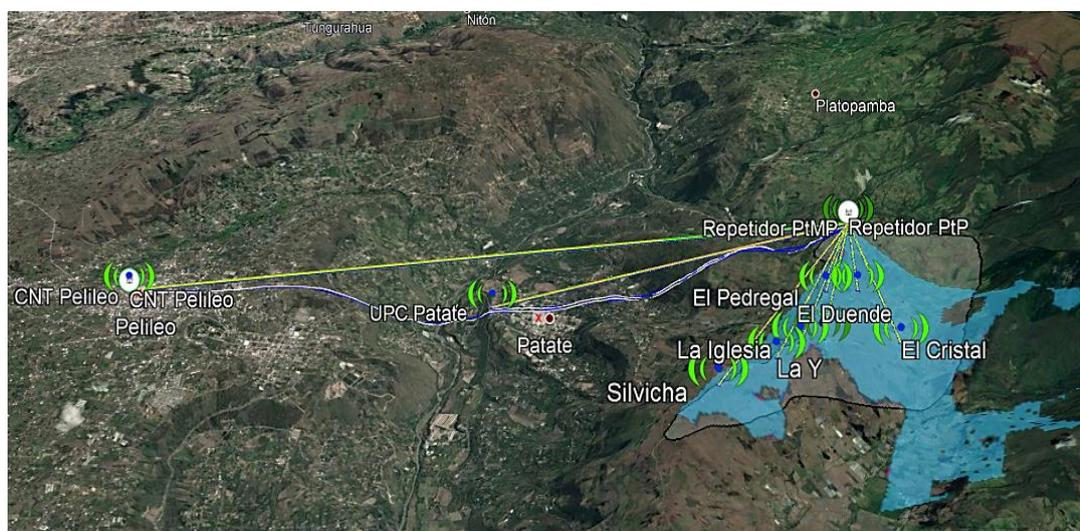 Nitón
Tungurahua
Platopamba
Repetidor PtMP
Repetidor PtP
CNT Pelileo
CNT Pelileo
Pelileo
UPC Patate
X
Patate
El Pedregal
El Duende
La Iglesia
La Y
El Cristal
Silvicha